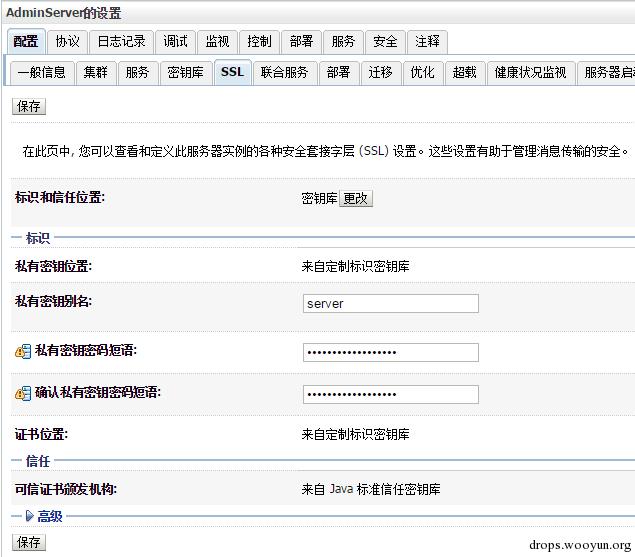 AdminServer的设置
配置 协议 日志记录 调试 监视 控制 部署 服务 安全 注释
一般信息 集群 服务 密钥库 SSL 联合服务 部署 迁移 优化 超载 健康状况监视 服务器启
保存
在此页中, 您可以查看和定义此服务器实例的各种安全套接字层 (SSL) 设置。这些设置有助于管理消息传输的安全。
标识和信任位置: 密钥库 更改
标识
私有密钥位置: 来自定制标识密钥库
私有密钥别名: server
私有密钥密码短语: ••••••••••••••••••
确认私有密钥密码短语: ••••••••••••••••••
证书位置: 来自定制标识密钥库
信任
可信证书颁发机构: 来自 Java 标准信任密钥库
高级
保存
drops.wooyun.org